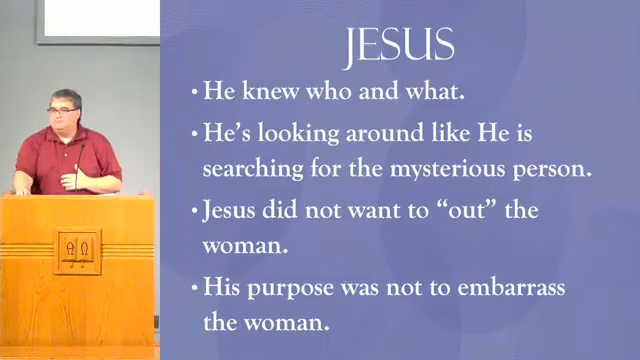 JESUS
• He knew who and what.
• He's looking around like He is
searching for the mysterious person.
• Jesus did not want to “out” the
woman.
• His purpose was not to embarrass
the woman.
Α Ω